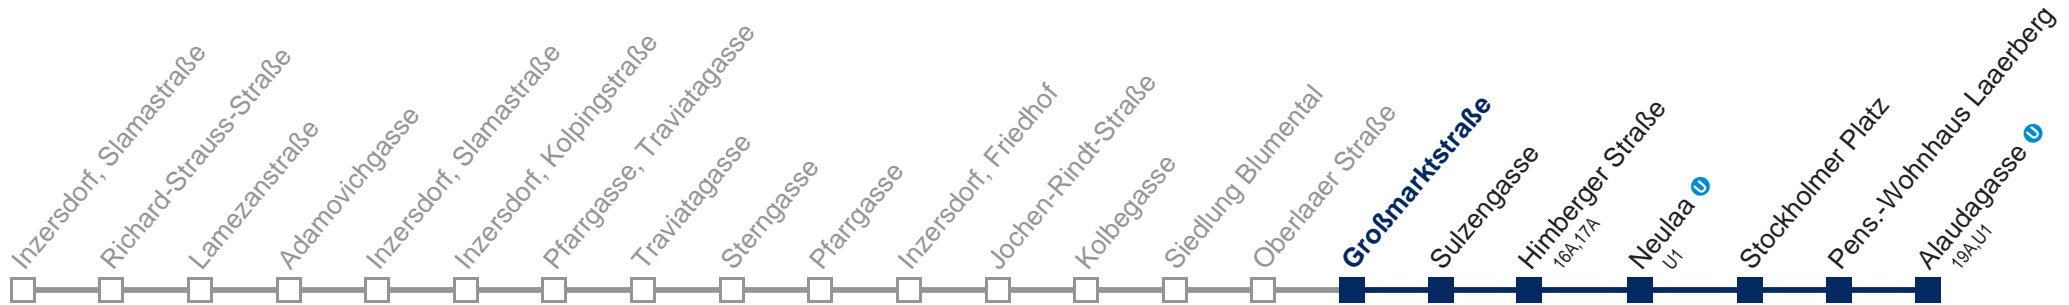 Inzersdorf, Slamastraße
Richard-Strauss-Straße
Lamezanstraße
Adamovichgasse
Inzersdorf, Slamastraße
Inzersdorf, Kolpingstraße
Pfarrgasse, Traviatagasse
Traviatagasse
Sterngasse
Pfarrgasse
Inzersdorf, Friedhof
Jochen-Rindt-Straße
Kolbegasse
Siedlung Blumental
Oberlaaer Straße
Großmarktstraße
Sulzengasse
Himberger Straße
16A,17A
Neulaa U
U1
Stockholmer Platz
Pens.-Wohnhaus Laaerberg
Alaudagasse U
19A,U1